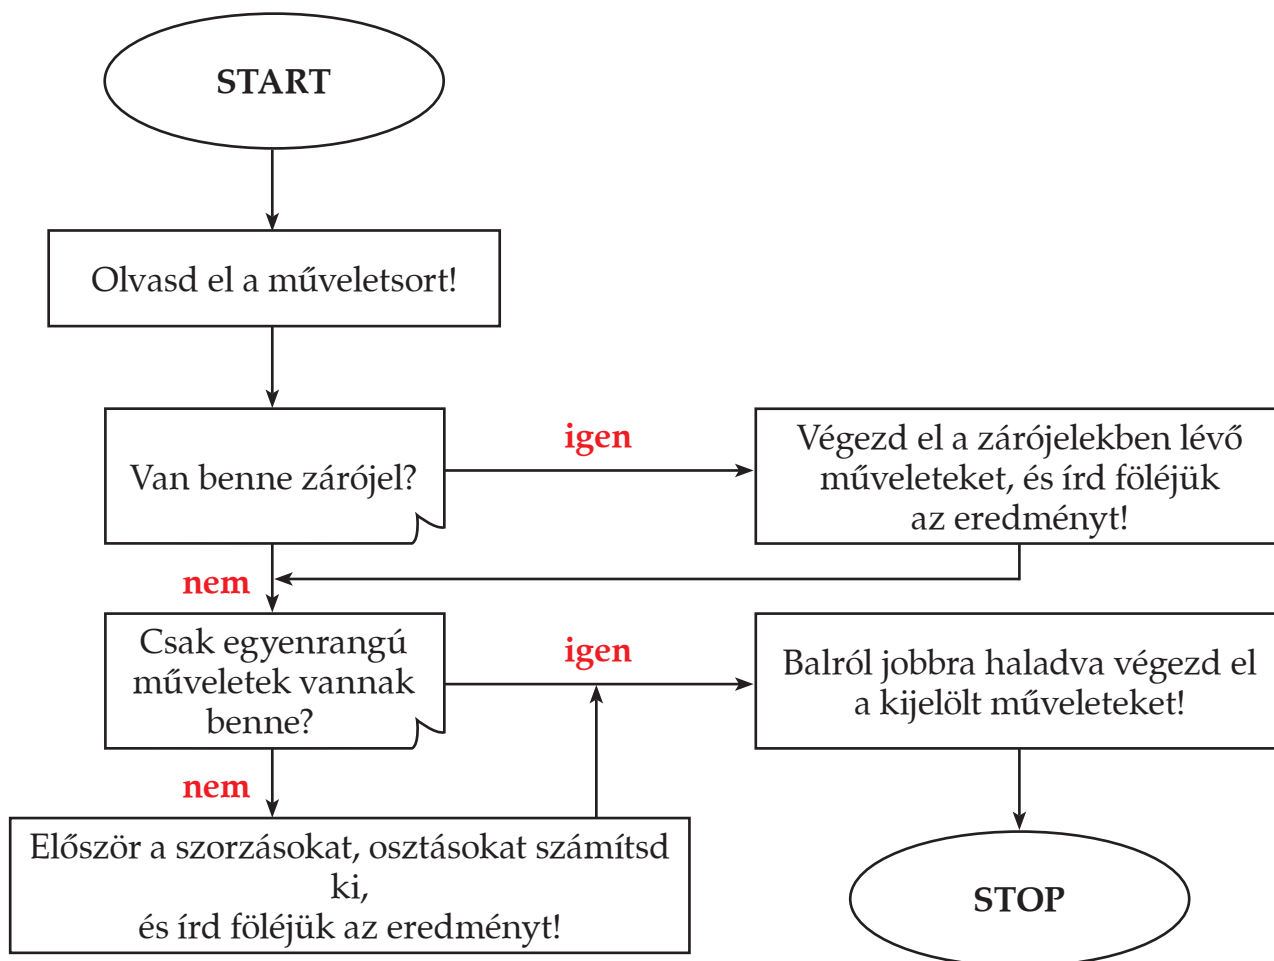 START
Olvasd el a műveletsort!
Van benne zárójel?
igen
Végezd el a zárójelekben lévő
műveleteket, és írd föléjük
az eredményt!
nem
Csak egyenrangú
műveletek vannak
benne?
igen
Balról jobbra haladva végezd el
a kijelölt műveleteket!
nem
Először a szorzásokat, osztásokat számítsd
ki,
és írd föléjük az eredményt!
STOP